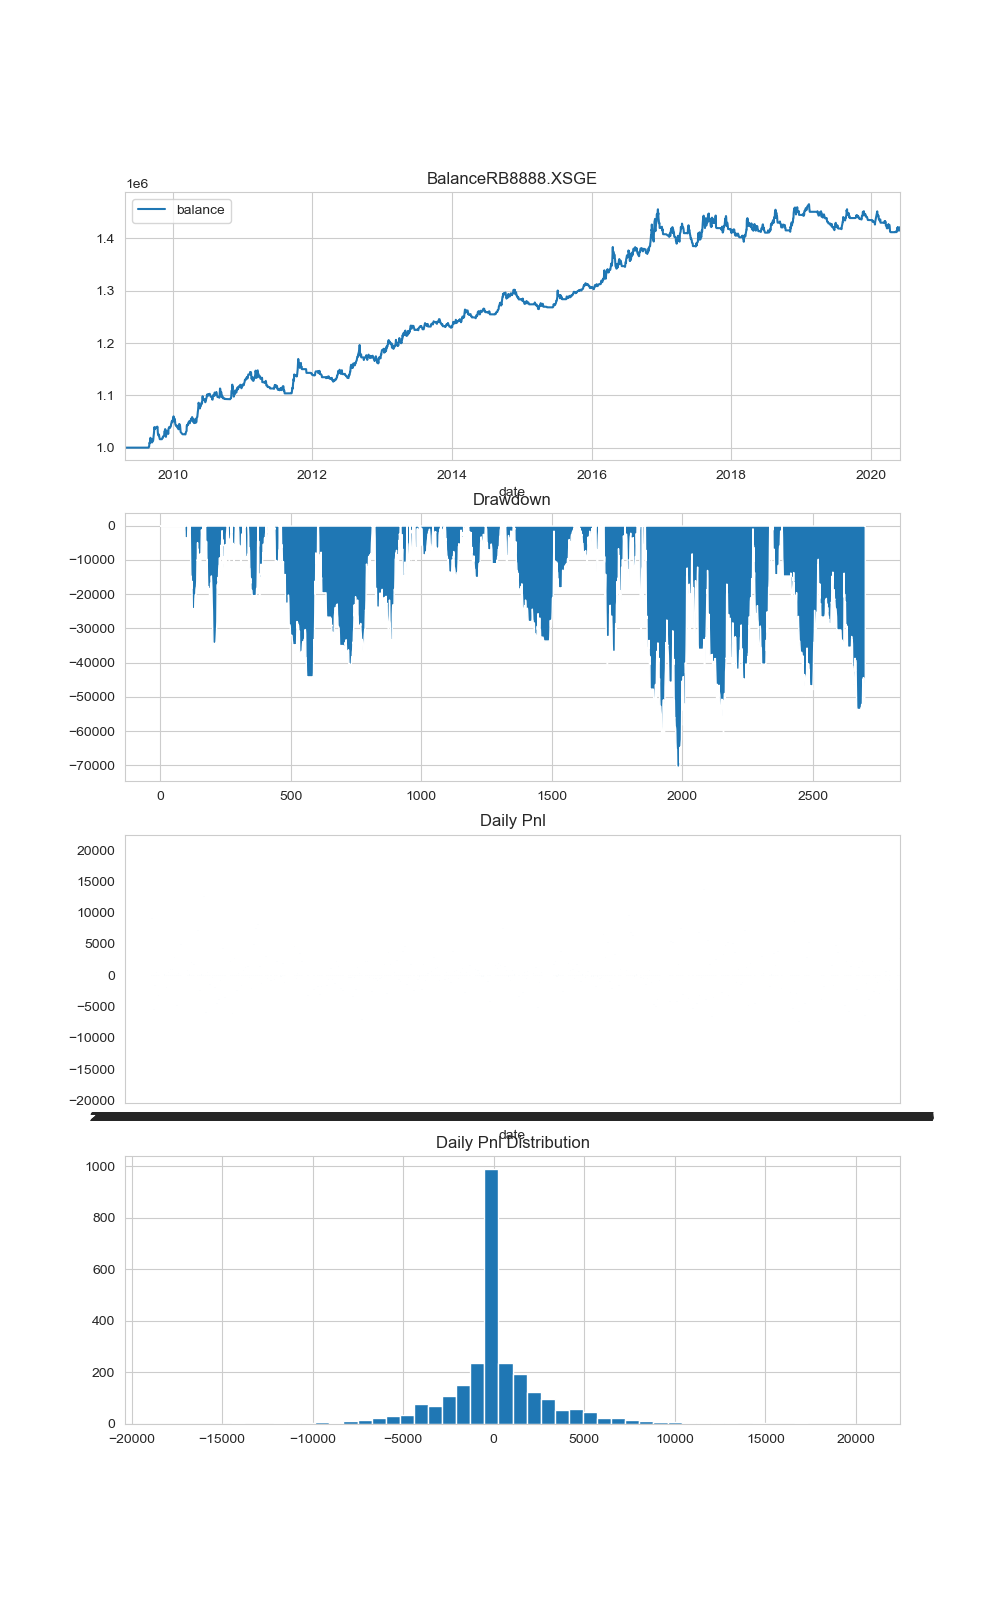 BalanceRB8888.XSGE
1e6
balance
1.4
1.3
1.2
1.1
1.0
2010 2012 2014 2016 2018 2020
date
Drawdown
0
−10000
−20000
−30000
−40000
−50000
−60000
−70000
0 500 1000 1500 2000 2500
Daily Pnl
20000
15000
10000
5000
0
−5000
−10000
−15000
−20000
date
Daily Pnl Distribution
1000
800
600
400
200
0
−20000 −15000 −10000 −5000 0 5000 10000 15000 20000